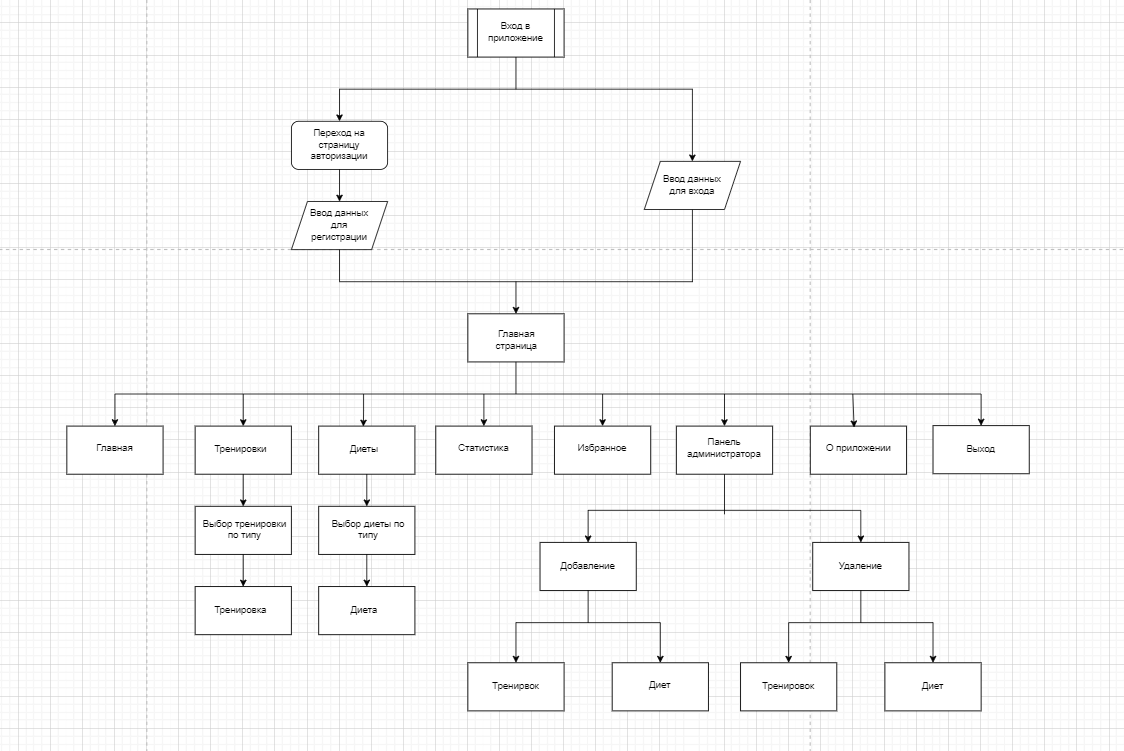 Вход в
приложение
Переход на
страницу
авторизации
Ввод данных
для входа
Ввод данных
для
регистрации
Главная
страница
Главная
Тренировки
Диеты
Статистика
Избранное
Панель
администратора
О приложении
Выход
Выбор тренировки
по типу
Выбор диеты по
типу
Добавление
Удаление
Тренировка
Диета
Тренирвок
Диет
Тренировок
Диет